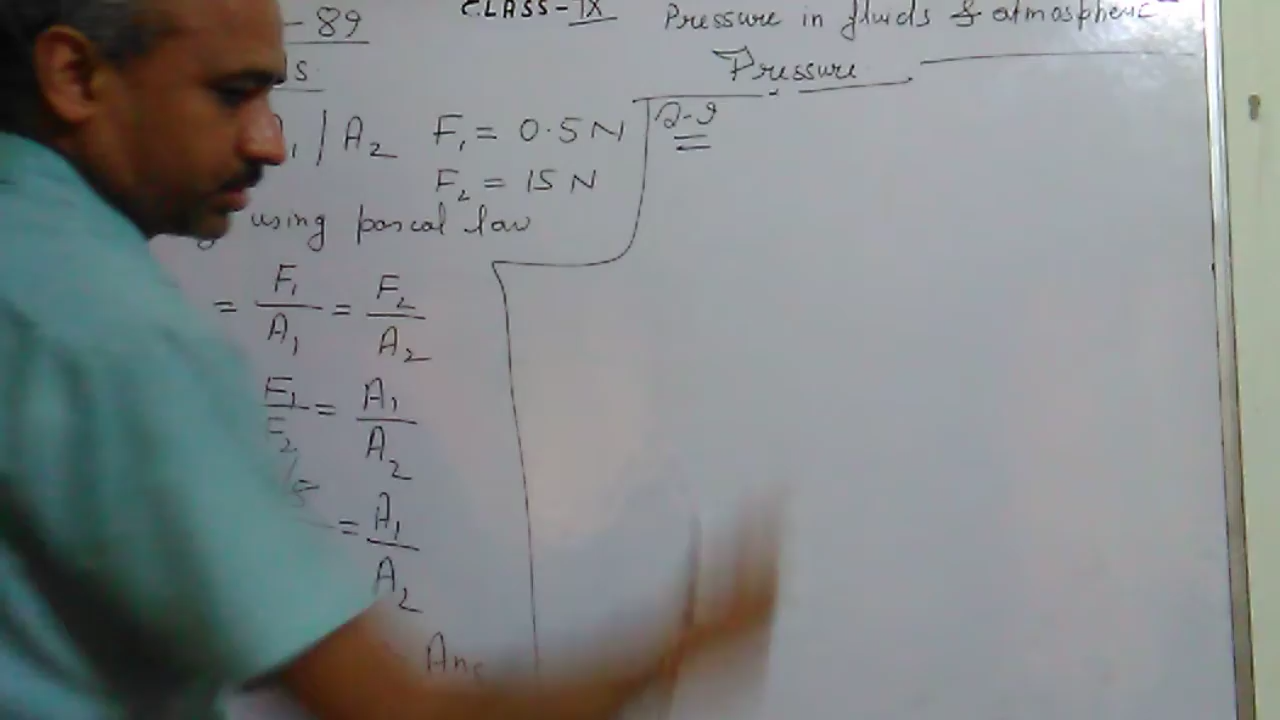 -89 CLASS-IX Pressure in fluids & atmospheric
Pressure
A₁ / A₂ F₁ = 0.5 N
F₂ = 15 N
using pascal law
= F₁/A₁ = F₂/A₂
F₁/F₂ = A₁/A₂
= A₁/A₂
Ans